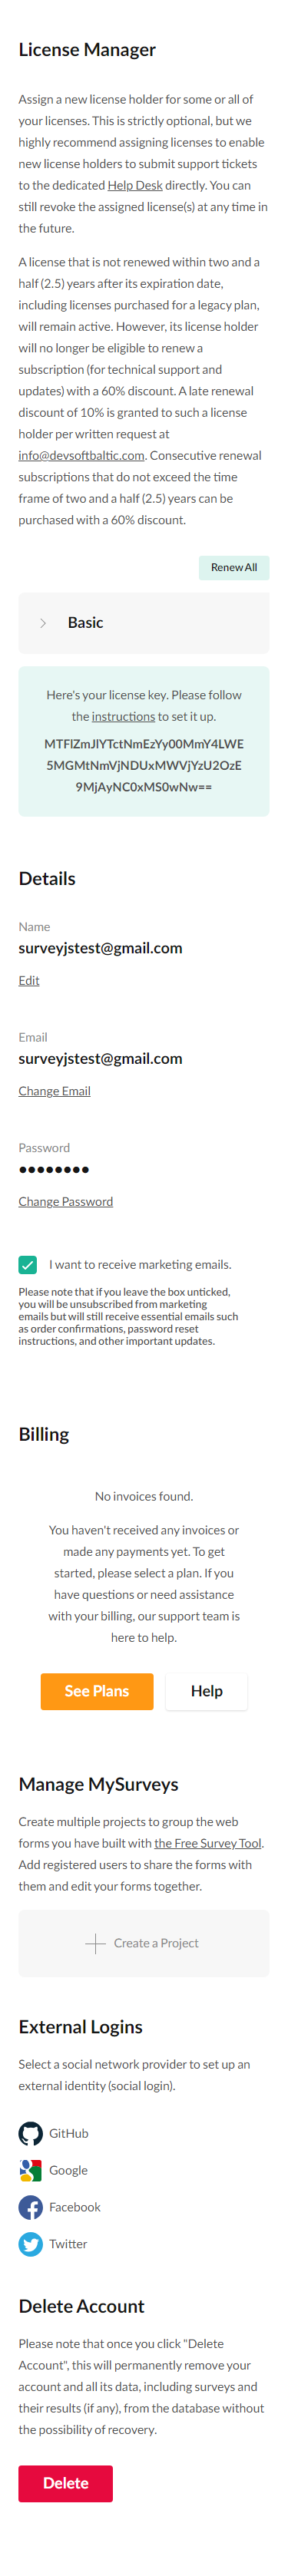 License Manager
Assign a new license holder for some or all of
your licenses. This is strictly optional, but we
highly recommend assigning licenses to enable
new license holders to submit support tickets
to the dedicated Help Desk directly. You can
still revoke the assigned license(s) at any time in
the future.
A license that is not renewed within two and a
half (2.5) years after its expiration date,
including licenses purchased for a legacy plan,
will remain active. However, its license holder
will no longer be eligible to renew a
subscription (for technical support and
updates) with a 60% discount. A late renewal
discount of 10% is granted to such a license
holder per written request at
info@devsoftbaltic.com. Consecutive renewal
subscriptions that do not exceed the time
frame of two and a half (2.5) years can be
purchased with a 60% discount.
Renew All
Basic
Here's your license key. Please follow
the instructions to set it up.
MTFlZmJlYTctNmEzYy00MmY4LWE
5MGMtNmVjNDUxMWVjYzU2OzE
9MjAyNC0xMS0wNw==
Details
Name
surveyjstest@gmail.com
Edit
Email
surveyjstest@gmail.com
Change Email
Password
●●●●●●●●
Change Password
I want to receive marketing emails.
Please note that if you leave the box unticked,
you will be unsubscribed from marketing
emails but will still receive essential emails such
as order confirmations, password reset
instructions, and other important updates.
Billing
No invoices found.
You haven't received any invoices or
made any payments yet. To get
started, please select a plan. If you
have questions or need assistance
with your billing, our support team is
here to help.
See Plans
Help
Manage MySurveys
Create multiple projects to group the web
forms you have built with the Free Survey Tool.
Add registered users to share the forms with
them and edit your forms together.
Create a Project
External Logins
Select a social network provider to set up an
external identity (social login).
GitHub
Google
Facebook
Twitter
Delete Account
Please note that once you click "Delete
Account", this will permanently remove your
account and all its data, including surveys and
their results (if any), from the database without
the possibility of recovery.
Delete